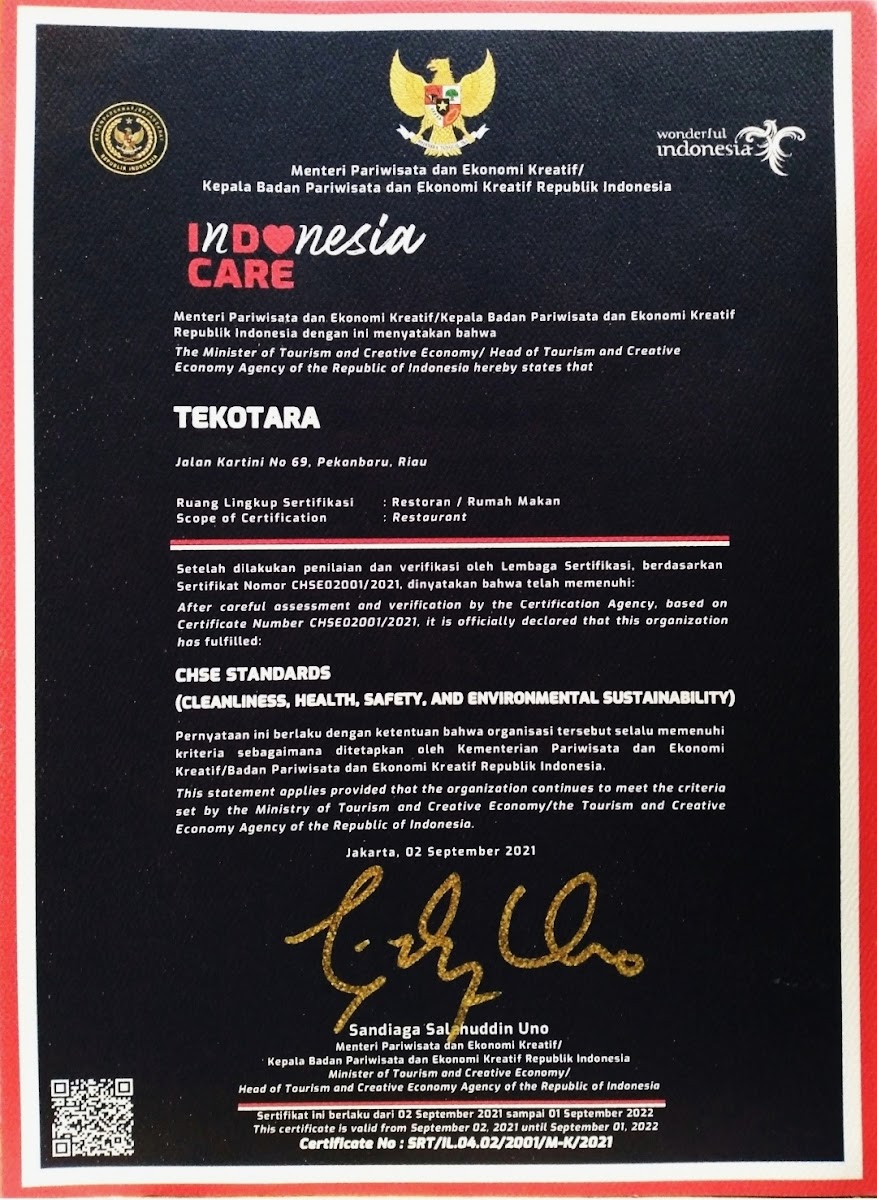 REPUBLIK INDONESIA
wonderful
indonesia
Menteri Pariwisata dan Ekonomi Kreatif/
Kepala Badan Pariwisata dan Ekonomi Kreatif Republik Indonesia
INDonesia
CARE
Menteri Pariwisata dan Ekonomi Kreatif/Kepala Badan Pariwisata dan Ekonomi Kreatif
Republik Indonesia dengan ini menyatakan bahwa
The Minister of Tourism and Creative Economy/ Head of Tourism and Creative
Economy Agency of the Republic of Indonesia hereby states that
TEKOTARA
Jalan Kartini No 69, Pekanbaru, Riau
Ruang Lingkup Sertifikasi : Restoran / Rumah Makan
Scope of Certification : Restaurant
Setelah dilakukan penilaian dan verifikasi oleh Lembaga Sertifikasi, berdasarkan
Sertifikat Nomor CHSE02001/2021, dinyatakan bahwa telah memenuhi:
After careful assessment and verification by the Certification Agency, based on
Certificate Number CHSE02001/2021, it is officially declared that this organization
has fulfilled:
CHSE STANDARDS
(CLEANLINESS, HEALTH, SAFETY, AND ENVIRONMENTAL SUSTAINABILITY)
Pernyataan ini berlaku dengan ketentuan bahwa organisasi tersebut selalu memenuhi
kriteria sebagaimana ditetapkan oleh Kementerian Pariwisata dan Ekonomi
Kreatif/Badan Pariwisata dan Ekonomi Kreatif Republik Indonesia.
This statement applies provided that the organization continues to meet the criteria
set by the Ministry of Tourism and Creative Economy/the Tourism and Creative
Economy Agency of the Republic of Indonesia.
Jakarta, 02 September 2021
Sandiaga Salahuddin Uno
Menteri Pariwisata dan Ekonomi Kreatif/
Kepala Badan Pariwisata dan Ekonomi Kreatif Republik Indonesia
Minister of Tourism and Creative Economy/
Head of Tourism and Creative Economy Agency of the Republic of Indonesia
Sertifikat ini berlaku dari 02 September 2021 sampai 01 September 2022
This certificate is valid from September 02, 2021 until September 01, 2022
Certificate No : SRT/IL.04.02/2001/M-K/2021